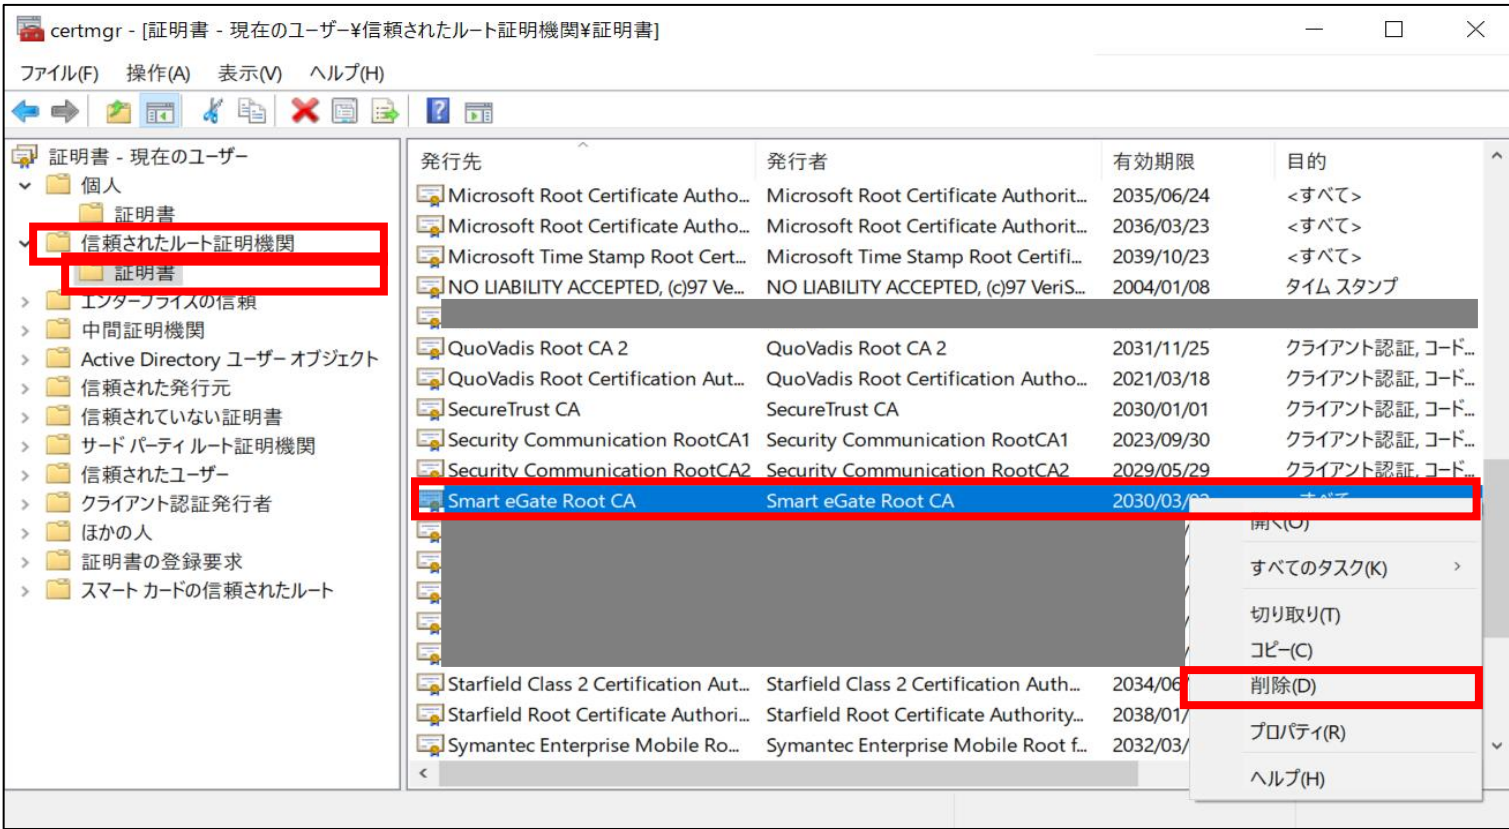 certmgr - [証明書 - 現在のユーザー¥信頼されたルート証明機関¥証明書]
ファイル(F) 操作(A) 表示(V) ヘルプ(H)
証明書 - 現在のユーザー
個人
証明書
信頼されたルート証明機関
証明書
エンタープライズの信頼
中間証明機関
Active Directory ユーザー オブジェクト
信頼された発行元
信頼されていない証明書
サード パーティ ルート証明機関
信頼されたユーザー
クライアント認証発行者
ほかの人
証明書の登録要求
スマート カードの信頼されたルート
発行先 発行者 有効期限 目的
Microsoft Root Certificate Autho... Microsoft Root Certificate Authorit... 2035/06/24 <すべて>
Microsoft Root Certificate Autho... Microsoft Root Certificate Authorit... 2036/03/23 <すべて>
Microsoft Time Stamp Root Cert... Microsoft Time Stamp Root Certifi... 2039/10/23 <すべて>
NO LIABILITY ACCEPTED, (c)97 Ve... NO LIABILITY ACCEPTED, (c)97 VeriS... 2004/01/08 タイム スタンプ
QuoVadis Root CA 2 QuoVadis Root CA 2 2031/11/25 クライアント認証, コード...
QuoVadis Root Certification Aut... QuoVadis Root Certification Autho... 2021/03/18 クライアント認証, コード...
SecureTrust CA SecureTrust CA 2030/01/01 クライアント認証, コード...
Security Communication RootCA1 Security Communication RootCA1 2023/09/30 クライアント認証, コード...
Security Communication RootCA2 Security Communication RootCA2 2029/05/29 クライアント認証, コード...
Smart eGate Root CA Smart eGate Root CA 2030/03/
Starfield Class 2 Certification Aut... Starfield Class 2 Certification Auth... 2034/06
Starfield Root Certificate Authori... Starfield Root Certificate Authority... 2038/01/
Symantec Enterprise Mobile Ro... Symantec Enterprise Mobile Root f... 2032/03/
開く(O)
すべてのタスク(K)
切り取り(T)
コピー(C)
削除(D)
プロパティ(R)
ヘルプ(H)